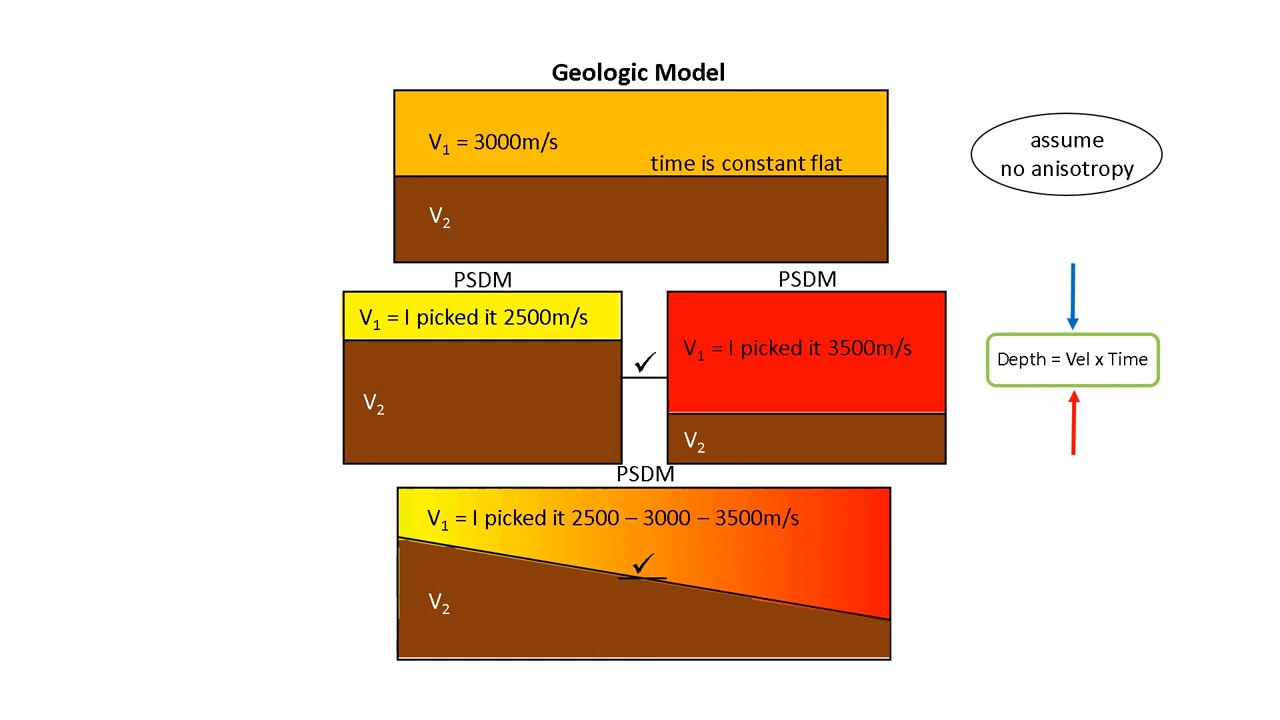 Geologic Model
V₁ = 3000m/s
time is constant flat
V₂
assume
no anisotropy
PSDM
V₁ = I picked it 2500m/s
V₂
PSDM
V₁ = I picked it 3500m/s
V₂
Depth = Vel x Time
PSDM
V₁ = I picked it 2500 – 3000 – 3500m/s
V₂